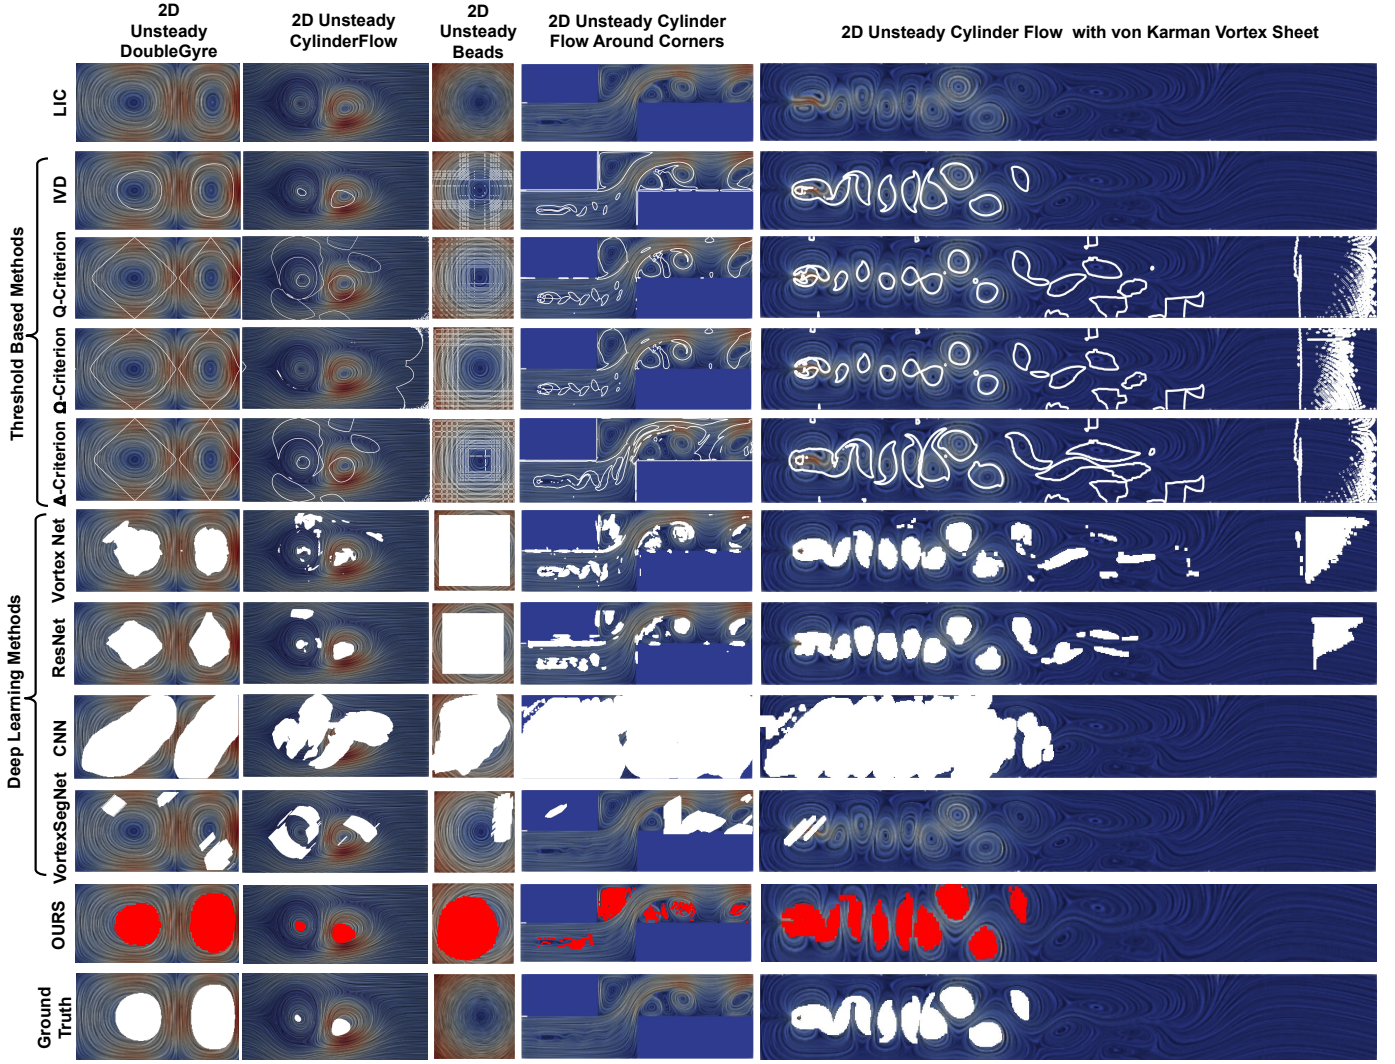 2D
Unsteady
DoubleGyre
2D Unsteady
CylinderFlow
2D
Unsteady
Beads
2D Unsteady Cylinder
Flow Around Corners
2D Unsteady Cylinder Flow with von Karman Vortex Sheet
LIC
Threshold Based Methods
IVD
Q-Criterion
Ω-Criterion
Δ-Criterion
Deep Learning Methods
Vortex Net
ResNet
CNN
VortexSegNet
OURS
Ground
Truth